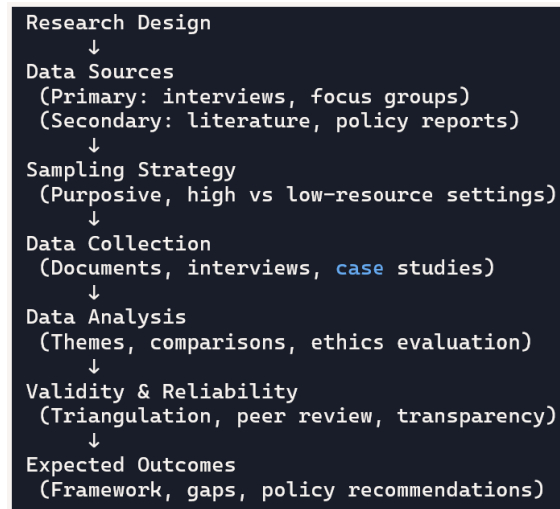 Research Design
↓
Data Sources
(Primary: interviews, focus groups)
(Secondary: literature, policy reports)
↓
Sampling Strategy
(Purposive, high vs low-resource settings)
↓
Data Collection
(Documents, interviews, case studies)
↓
Data Analysis
(Themes, comparisons, ethics evaluation)
↓
Validity & Reliability
(Triangulation, peer review, transparency)
↓
Expected Outcomes
(Framework, gaps, policy recommendations)